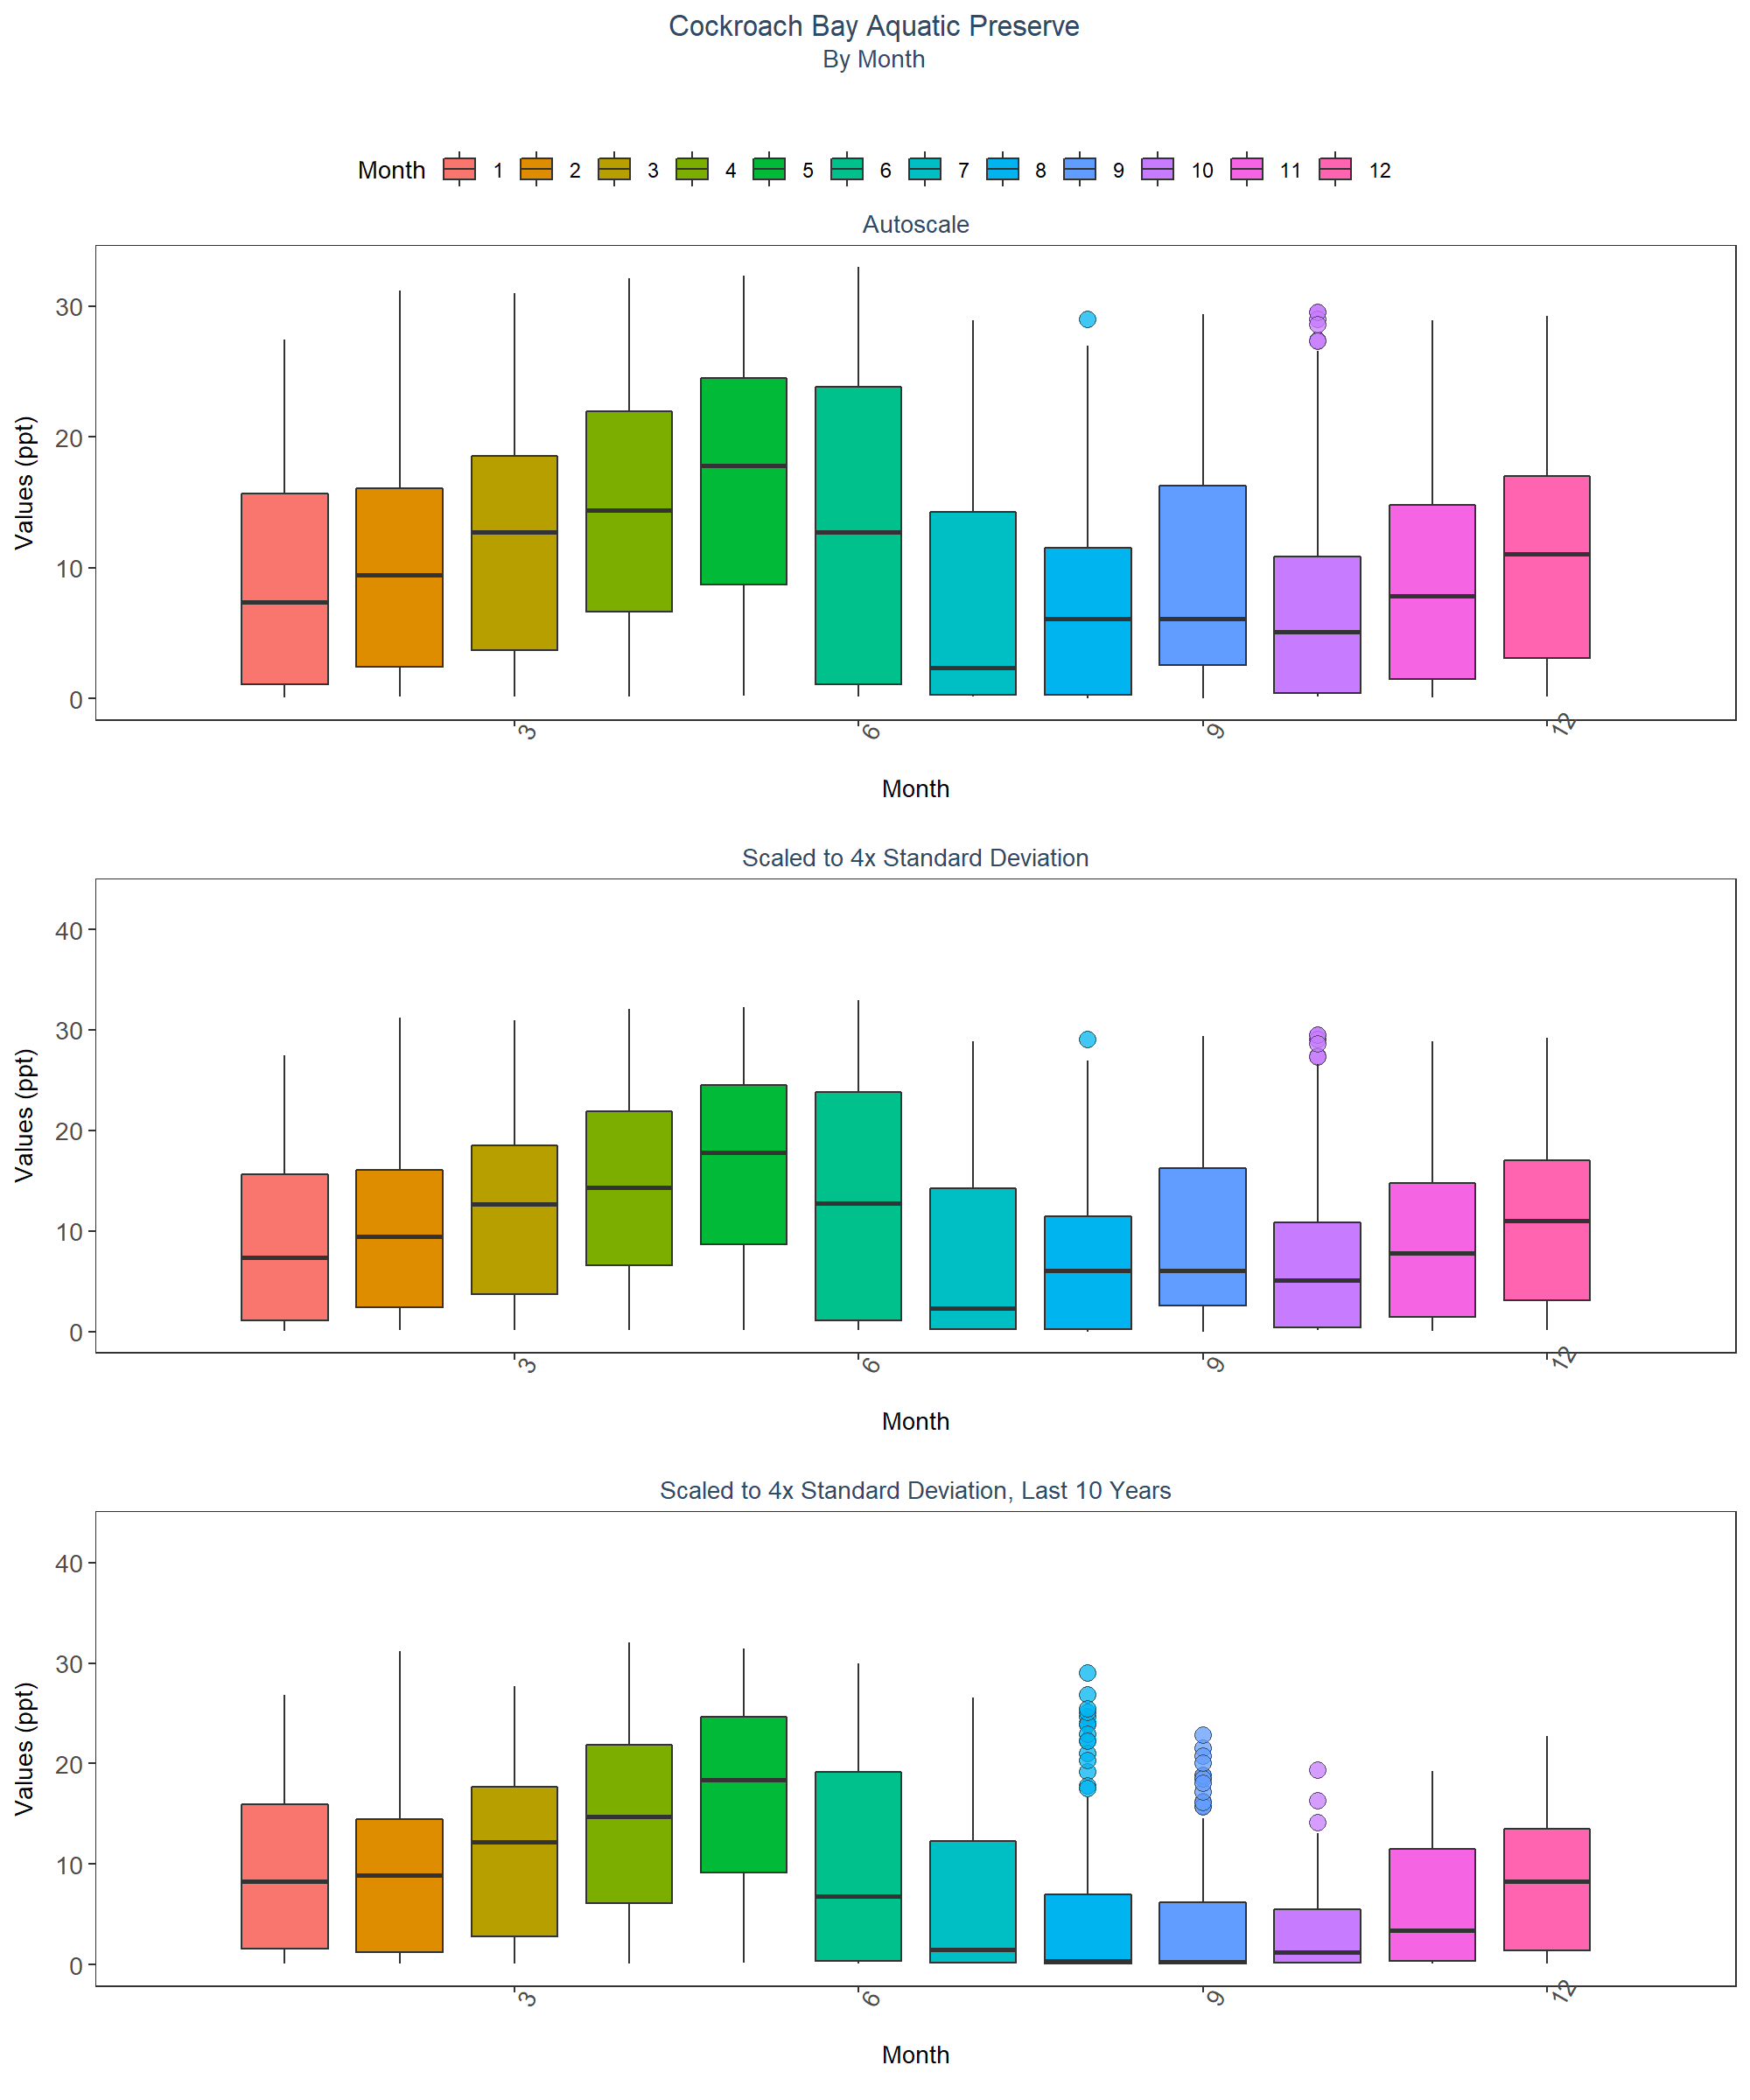 Cockroach Bay Aquatic Preserve
By Month
Month 1 2 3 4 5 6 7 8 9 10 11 12
Autoscale
Values (ppt)
30
20
10
0
3 6 9 12
Month
Scaled to 4x Standard Deviation
Values (ppt)
40
30
20
10
0
3 6 9 12
Month
Scaled to 4x Standard Deviation, Last 10 Years
Values (ppt)
40
30
20
10
0
3 6 9 12
Month